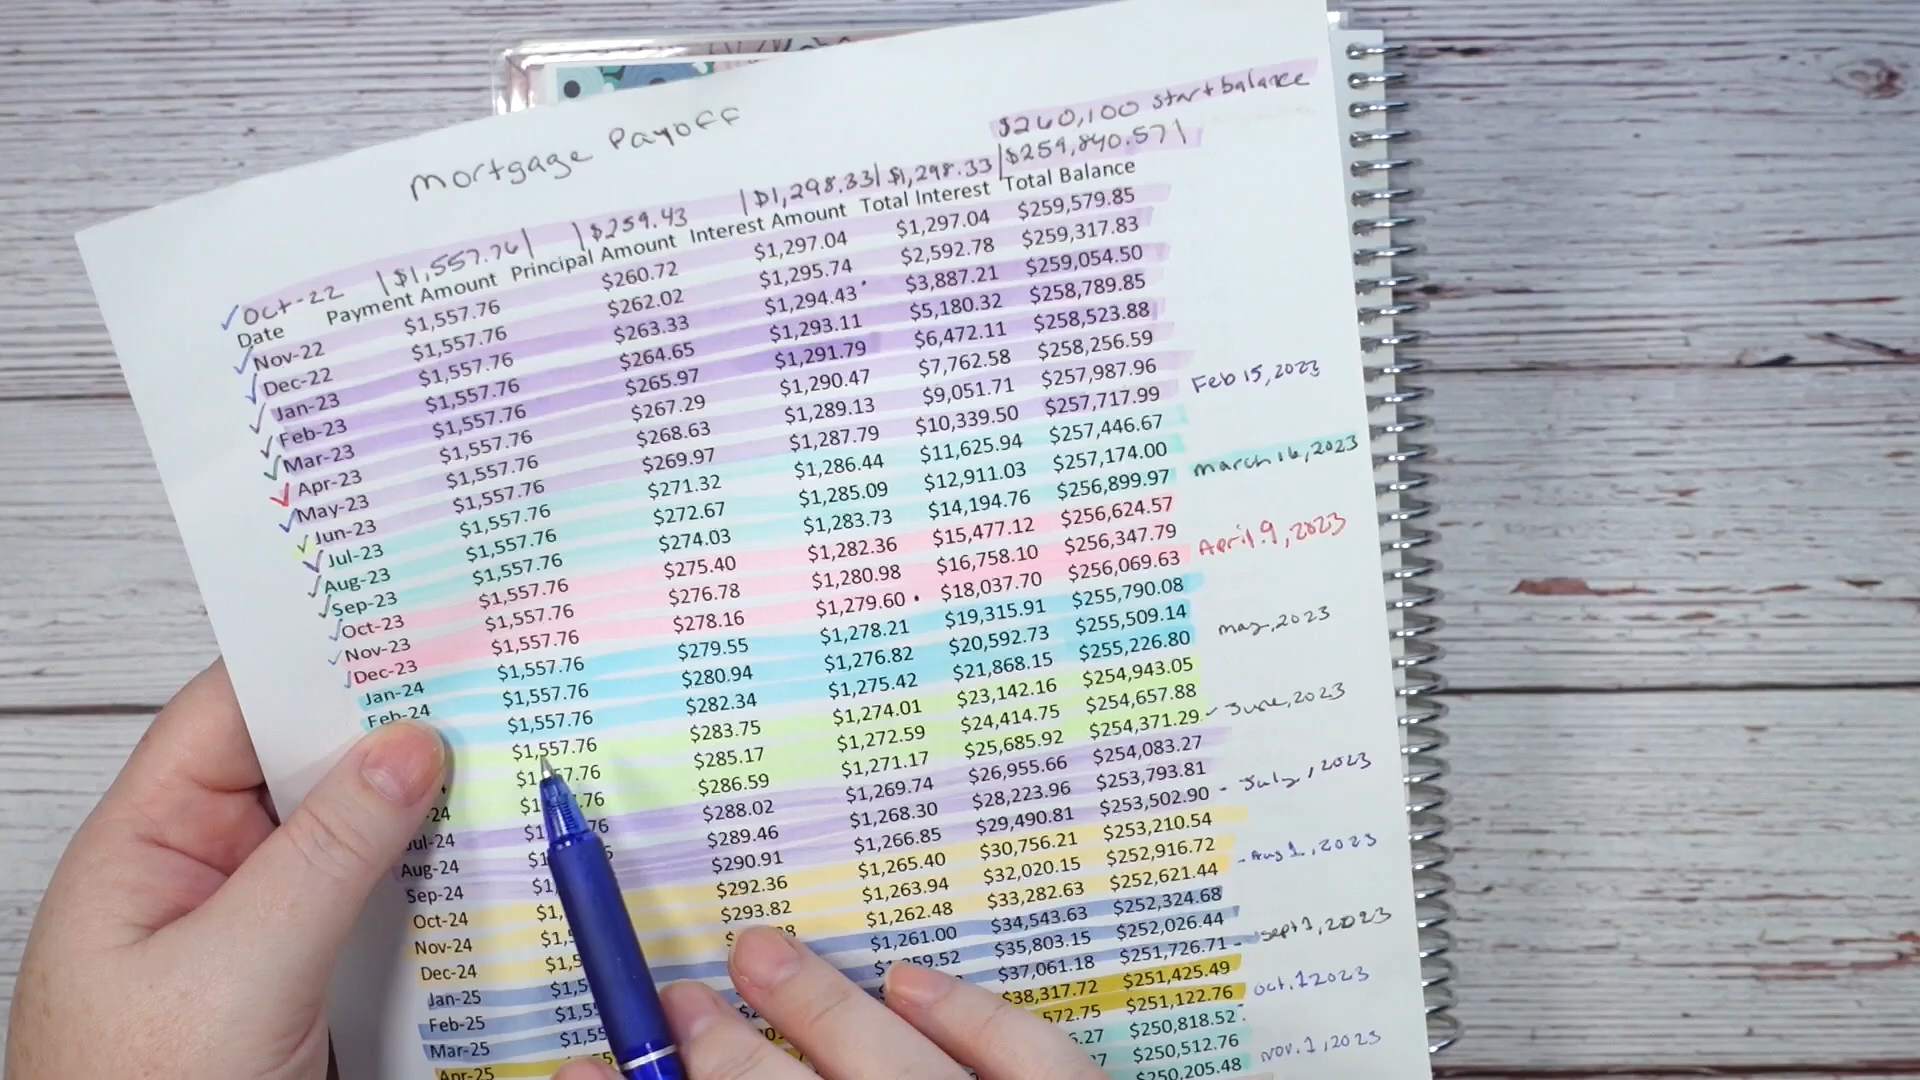 mortgage Payoff
$260,100 start balance
✓ Oct-22 |$1,557.76| |$259.43 |$1,298.33| $1,298.33 |$259,840.57|
Date Payment Amount Principal Amount Interest Amount Total Interest Total Balance
✓ Nov-22 $1,557.76 $260.72 $1,297.04 $1,297.04 $259,579.85
✓ Dec-22 $1,557.76 $262.02 $1,295.74 $2,592.78 $259,317.83
✓ Jan-23 $1,557.76 $263.33 $1,294.43 $3,887.21 $259,054.50
✓ Feb-23 $1,557.76 $264.65 $1,293.11 $5,180.32 $258,789.85
✓ Mar-23 $1,557.76 $265.97 $1,291.79 $6,472.11 $258,523.88
✓ Apr-23 $1,557.76 $267.29 $1,290.47 $7,762.58 $258,256.59
✓ May-23 $1,557.76 $268.63 $1,289.13 $9,051.71 $257,987.96
✓ Jun-23 $1,557.76 $269.97 $1,287.79 $10,339.50 $257,717.99 Feb 15, 2023
✓ Jul-23 $1,557.76 $271.32 $1,286.44 $11,625.94 $257,446.67
✓ Aug-23 $1,557.76 $272.67 $1,285.09 $12,911.03 $257,174.00
✓ Sep-23 $1,557.76 $274.03 $1,283.73 $14,194.76 $256,899.97 march 16, 2023
✓ Oct-23 $1,557.76 $275.40 $1,282.36 $15,477.12 $256,624.57
✓ Nov-23 $1,557.76 $276.78 $1,280.98 $16,758.10 $256,347.79
✓ Dec-23 $1,557.76 $278.16 $1,279.60 $18,037.70 $256,069.63 April 9, 2023
Jan-24 $1,557.76 $279.55 $1,278.21 $19,315.91 $255,790.08
Feb-24 $1,557.76 $280.94 $1,276.82 $20,592.73 $255,509.14
$1,557.76 $282.34 $1,275.42 $21,868.15 $255,226.80 may, 2023
$1,557.76 $283.75 $1,274.01 $23,142.16 $254,943.05
$285.17 $1,272.59 $24,414.75 $254,657.88
-24 $286.59 $1,271.17 $25,685.92 $254,371.29 June, 2023
Jul-24 $288.02 $1,269.74 $26,955.66 $254,083.27
Aug-24 $289.46 $1,268.30 $28,223.96 $253,793.81
Sep-24 $290.91 $1,266.85 $29,490.81 $253,502.90 - July, 2023
Oct-24 $292.36 $1,265.40 $30,756.21 $253,210.54
Nov-24 $293.82 $1,263.94 $32,020.15 $252,916.72
Dec-24 $1,262.48 $33,282.63 $252,621.44 - Aug 1, 2023
Jan-25 $1,261.00 $34,543.63 $252,324.68
Feb-25 $35,803.15 $252,026.44
Mar-25 $37,061.18 $251,726.71 - sept 1, 2023
Apr-25 $38,317.72 $251,425.49
572.75 $251,122.76 oct. 1 2023
$250,818.52
$250,512.76
$250,205.48 Nov. 1, 2023